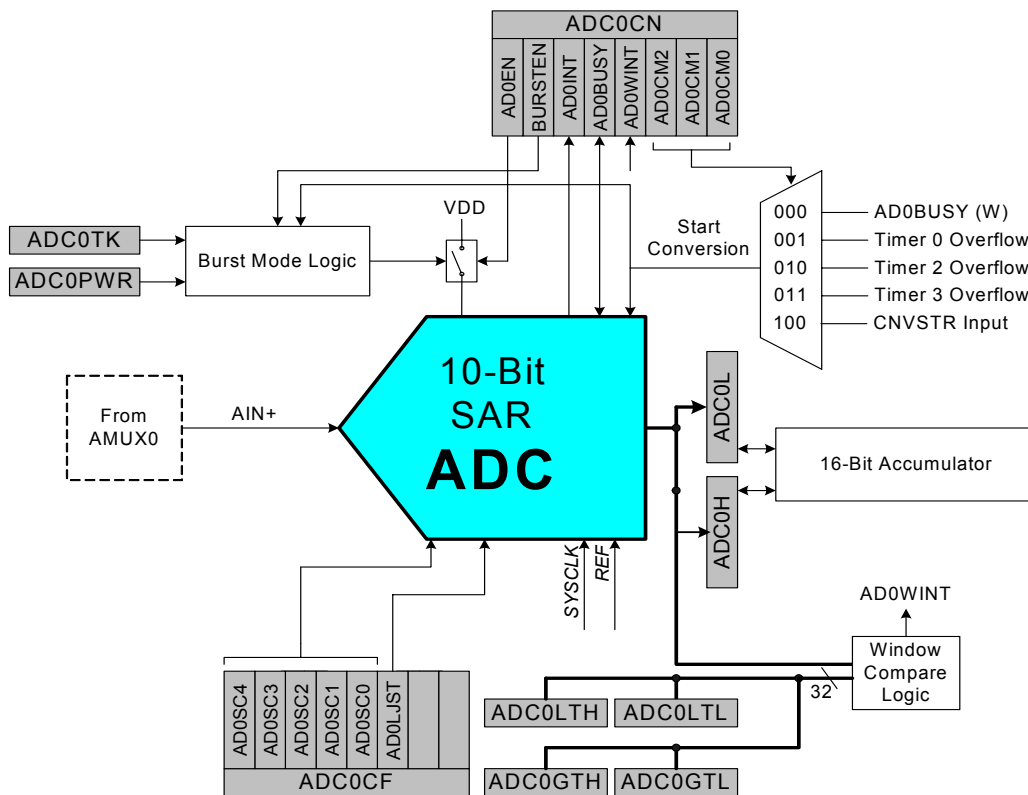 ADC0CN
AD0EN
BURSTEN
AD0INT
AD0BUSY
AD0WINT
AD0CM2
AD0CM1
AD0CM0
VDD
Start
Conversion
000
001
010
011
100
AD0BUSY (W)
Timer 0 Overflow
Timer 2 Overflow
Timer 3 Overflow
CNVSTR Input
ADC0TK
ADC0PWR
Burst Mode Logic
From
AMUX0
AIN+
10-Bit
SAR
ADC
ADC0L
ADC0H
16-Bit Accumulator
SYSCLK
REF
AD0WINT
Window
Compare
Logic
32
AD0SC4
AD0SC3
AD0SC2
AD0SC1
AD0SC0
AD0LJST
ADC0CF
ADC0LTH
ADC0LTL
ADC0GTH
ADC0GTL